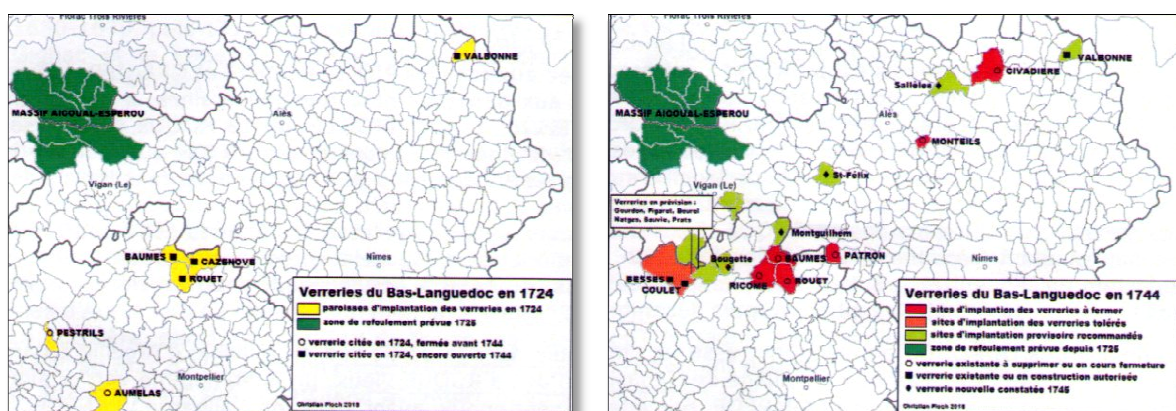 Florac Trois Rivières
VALBONNE
MASSIF AIGOUAL-ESPEROU
Alès
Vigan (Le)
BAUMES
CAZENOVE
ROUET
Nîmes
PESTRILS
AUMELAS
Montpellier
Verreries du Bas-Languedoc en 1724
paroisses d'implantation des verreries en 1724
zone de refoulement prévue 1725
verrerie citée en 1724, fermée avant 1744
verrerie citée en 1724, encore ouverte 1744
Christian Pioch 2018
Florac Trois Rivières
VALBONNE
CIVADIERE
Sallèles
MASSIF AIGOUAL-ESPEROU
Alès
MONTEILS
St-Félix
Vigan (Le)
Verreries en prévision :
Gourdon, Figaret,
Sauvie, Prats
Montguilhem
Bougette
BAUMES
PATRON
BESSES
COULET
RICOME
ROUET
Nîmes
Montpellier
Verreries du Bas-Languedoc en 1744
sites d'implantion des verreries à fermer
sites d'implantation des verreries tolérés
sites d'implantation provisoire recommandés
zone de refoulement prévue depuis 1725
verrerie existante à supprimer ou en cours fermeture
verrerie existante ou en construction autorisée
verrerie nouvelle constatée 1745
Christian Pioch 2018